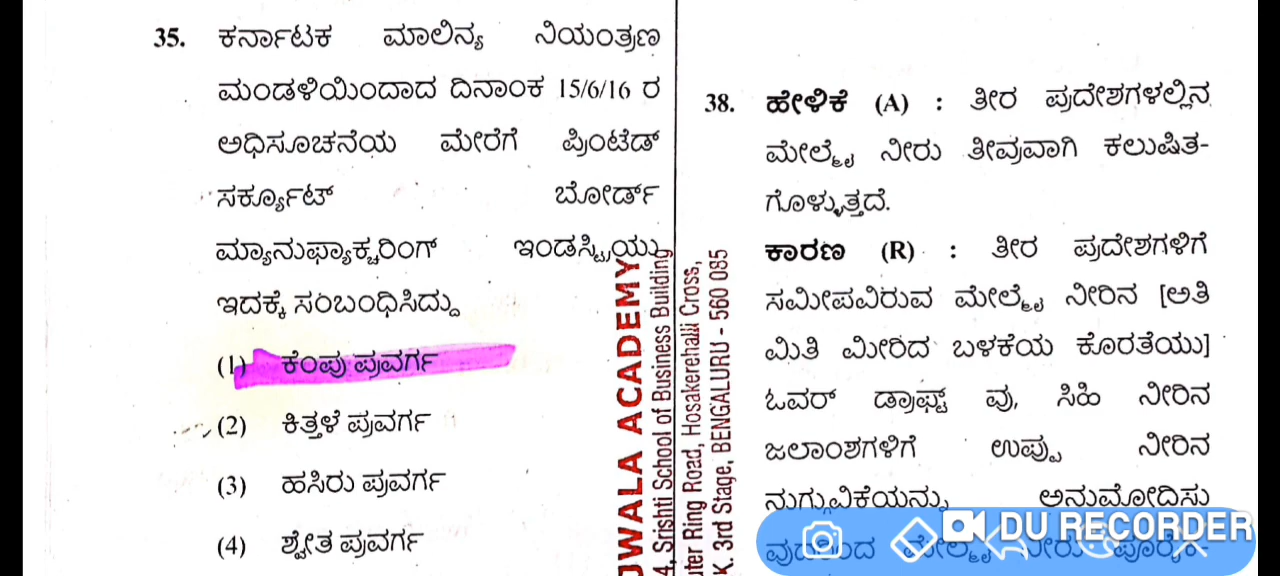 35. ಕರ್ನಾಟಕ ಮಾಲಿನ್ಯ ನಿಯಂತ್ರಣ
ಮಂಡಳಿಯಿಂದಾದ ದಿನಾಂಕ 15/6/16 ರ
ಅಧಿಸೂಚನೆಯ ಮೇರೆಗೆ ಪ್ರಿಂಟೆಡ್
ಸರ್ಕ್ಯೂಟ್ ಬೋರ್ಡ್
ಮ್ಯಾನುಫ್ಯಾಕ್ಚರಿಂಗ್ ಇಂಡಸ್ಟ್ರಿಯು
ಇದಕ್ಕೆ ಸಂಬಂಧಿಸಿದ್ದು
(1) ಕೆಂಪು ಪ್ರವರ್ಗ
(2) ಕಿತ್ತಳೆ ಪ್ರವರ್ಗ
(3) ಹಸಿರು ಪ್ರವರ್ಗ
(4) ಶ್ವೇತ ಪ್ರವರ್ಗ
UWALA ACADEMY
4, Srishti School of Business Building
uter Ring Road, Hosakerehalli Cross,
K. 3rd Stage, BENGALURU - 560 085
38. ಹೇಳಿಕೆ (A) : ತೀರ ಪ್ರದೇಶಗಳಲ್ಲಿನ
ಮೇಲ್ಮೈ ನೀರು ತೀವ್ರವಾಗಿ ಕಲುಷಿತ-
ಗೊಳ್ಳುತ್ತದೆ.
ಕಾರಣ (R) : ತೀರ ಪ್ರದೇಶಗಳಿಗೆ
ಸಮೀಪವಿರುವ ಮೇಲ್ಮೈ ನೀರಿನ [ಅತಿ
ಮಿತಿ ಮೀರಿದ ಬಳಕೆಯ ಕೊರತೆಯು]
ಓವರ್ ಡ್ರಾಫ್ಟ್ ವು, ಸಿಹಿ ನೀರಿನ
ಜಲಾಂಶಗಳಿಗೆ ಉಪ್ಪು ನೀರಿನ
ನುಗ್ಗುವಿಕೆಯನ್ನು ಅನುಮೋದಿಸು
DU RECORDER